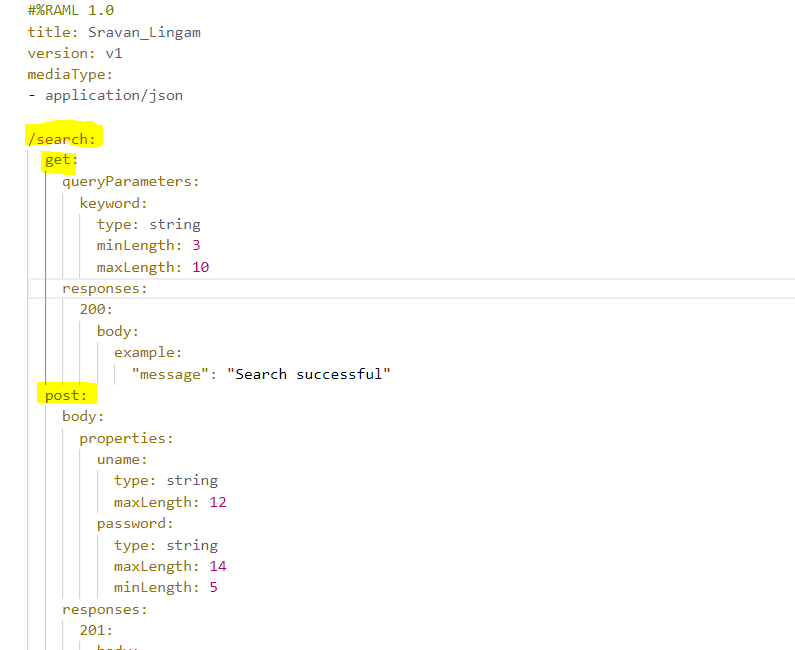 #%RAML 1.0
title: Sravan_Lingam
version: v1
mediaType:
- application/json
/search:
get:
queryParameters:
keyword:
type: string
minLength: 3
maxLength: 10
responses:
200:
body:
example:
"message": "Search successful"
post:
body:
properties:
uname:
type: string
maxLength: 12
password:
type: string
maxLength: 14
minLength: 5
responses:
201:
body: